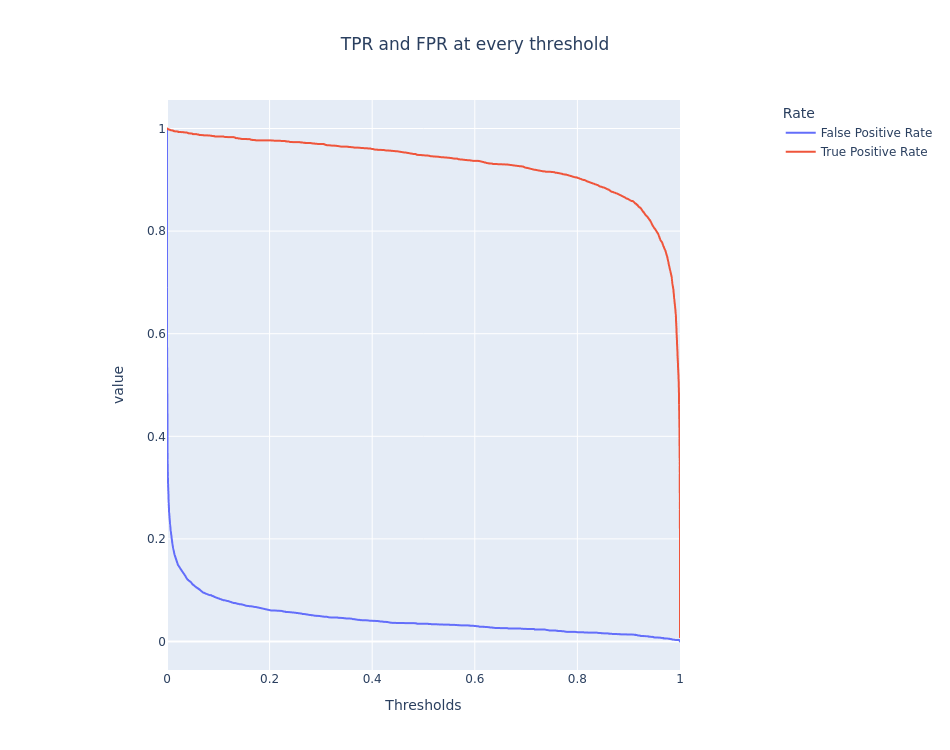 TPR and FPR at every threshold
Rate
False Positive Rate
True Positive Rate
value
1
0.8
0.6
0.4
0.2
0
0
0.2
0.4
0.6
0.8
1
Thresholds